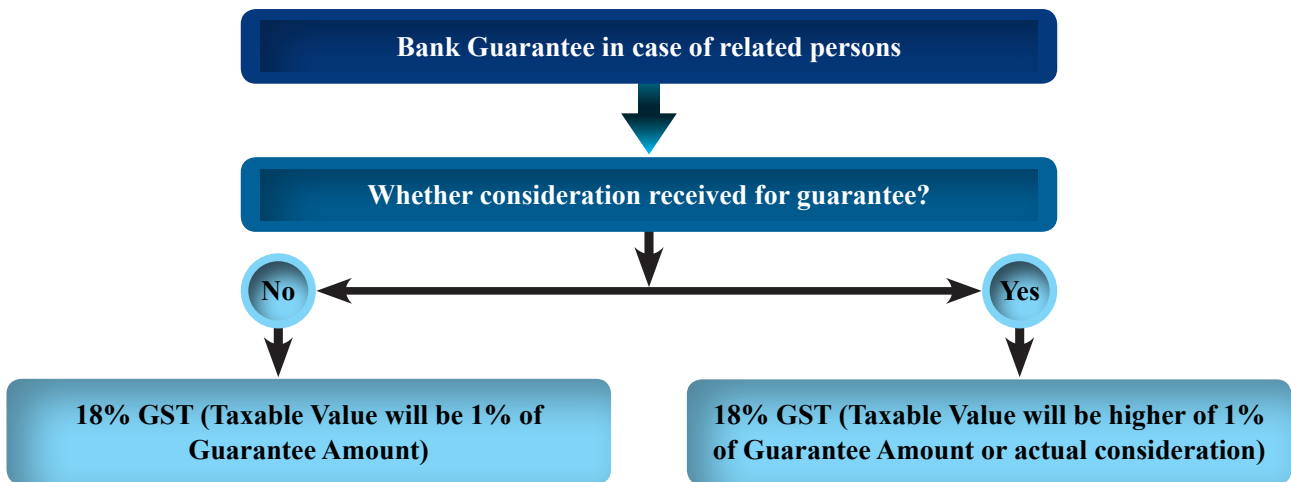 Bank Guarantee in case of related persons
Whether consideration received for guarantee?
No
Yes
18% GST (Taxable Value will be 1% of
Guarantee Amount)
18% GST (Taxable Value will be higher of 1%
of Guarantee Amount or actual consideration)